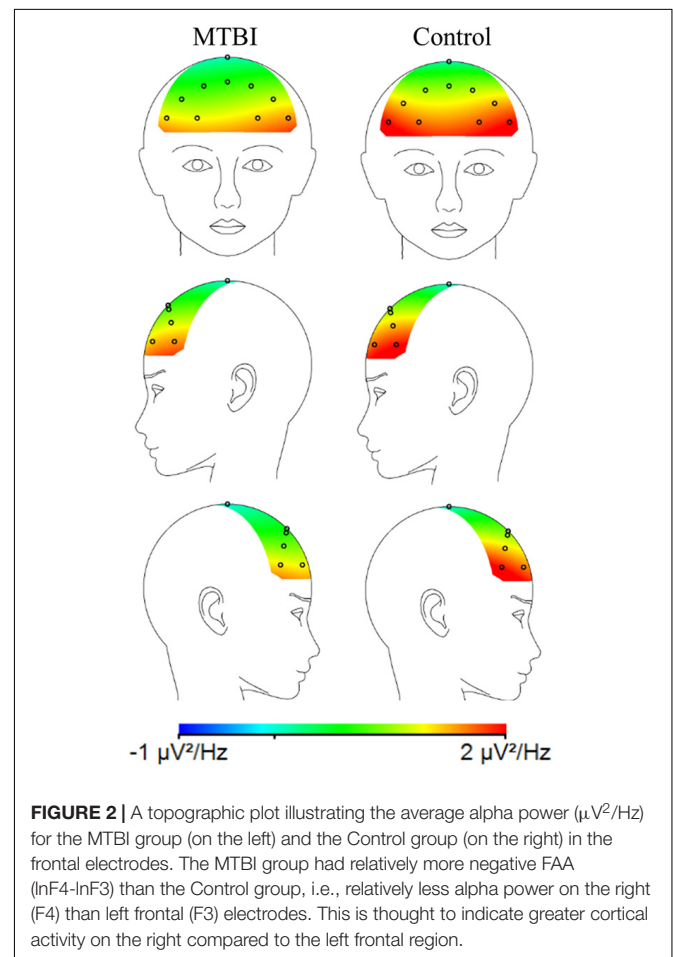 MTBI Control
-1 μV²/Hz 2 μV²/Hz
FIGURE 2 | A topographic plot illustrating the average alpha power (μV²/Hz)
for the MTBI group (on the left) and the Control group (on the right) in the
frontal electrodes. The MTBI group had relatively more negative FAA
(lnF4-lnF3) than the Control group, i.e., relatively less alpha power on the right
(F4) than left frontal (F3) electrodes. This is thought to indicate greater cortical
activity on the right compared to the left frontal region.